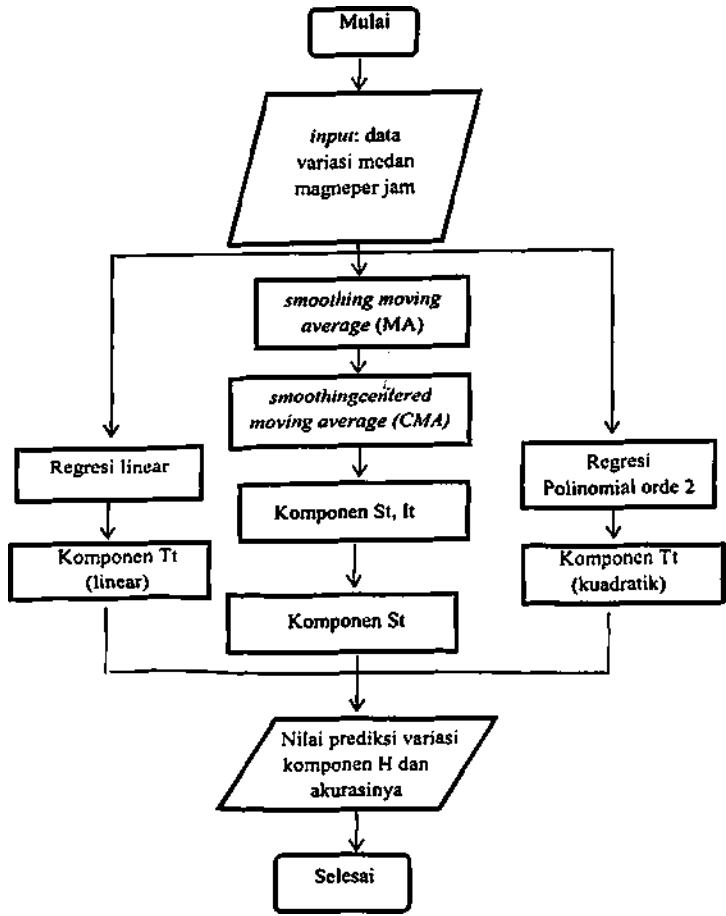 Mulai
input: data
variasi medan
magneper jam
smoothing moving
average (MA)
smoothingcentered
moving average (CMA)
Regresi linear
Regresi
Polinomial orde 2
Komponen St, It
Komponen Tt
(linear)
Komponen Tt
(kuadratik)
Komponen St
Nilai prediksi variasi
komponen H dan
akurasinya
Selesai